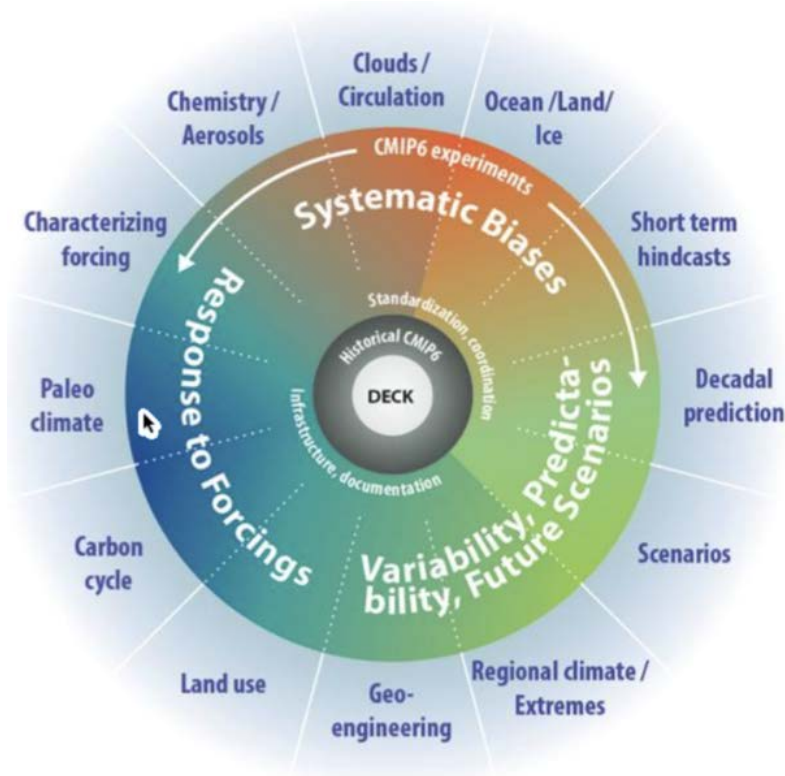 Clouds /
Circulation
Ocean /Land/
Ice
Short term
hindcasts
Decadal
prediction
Scenarios
Regional climate /
Extremes
Geo-
engineering
Land use
Carbon
cycle
Paleo
climate
Characterizing
forcing
Chemistry /
Aerosols
CMIP6 experiments
Systematic Biases
Variability, Predicta-
bility, Future Scenarios
Response to Forcings
Standardization, coordination
Infrastructure, documentation
Historical CMIP6
DECK